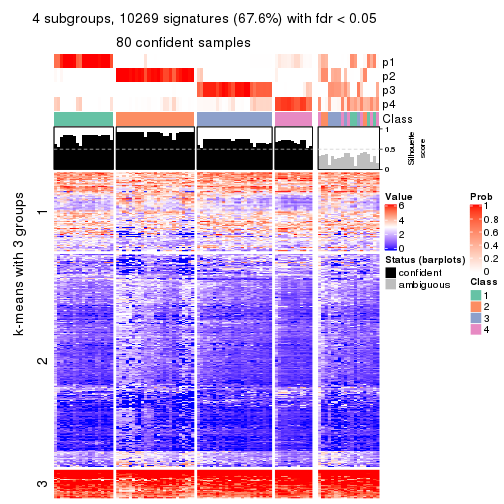 4 subgroups, 10269 signatures (67.6%) with fdr < 0.05
80 confident samples
p1
p2
p3
p4
Class
1
0.5
0
Silhouette
score
k-means with 3 groups
1
2
3
Value
6
4
2
0
Status (barplots)
confident
ambiguous
Prob
1
0.8
0.6
0.4
0.2
0
Class
1
2
3
4